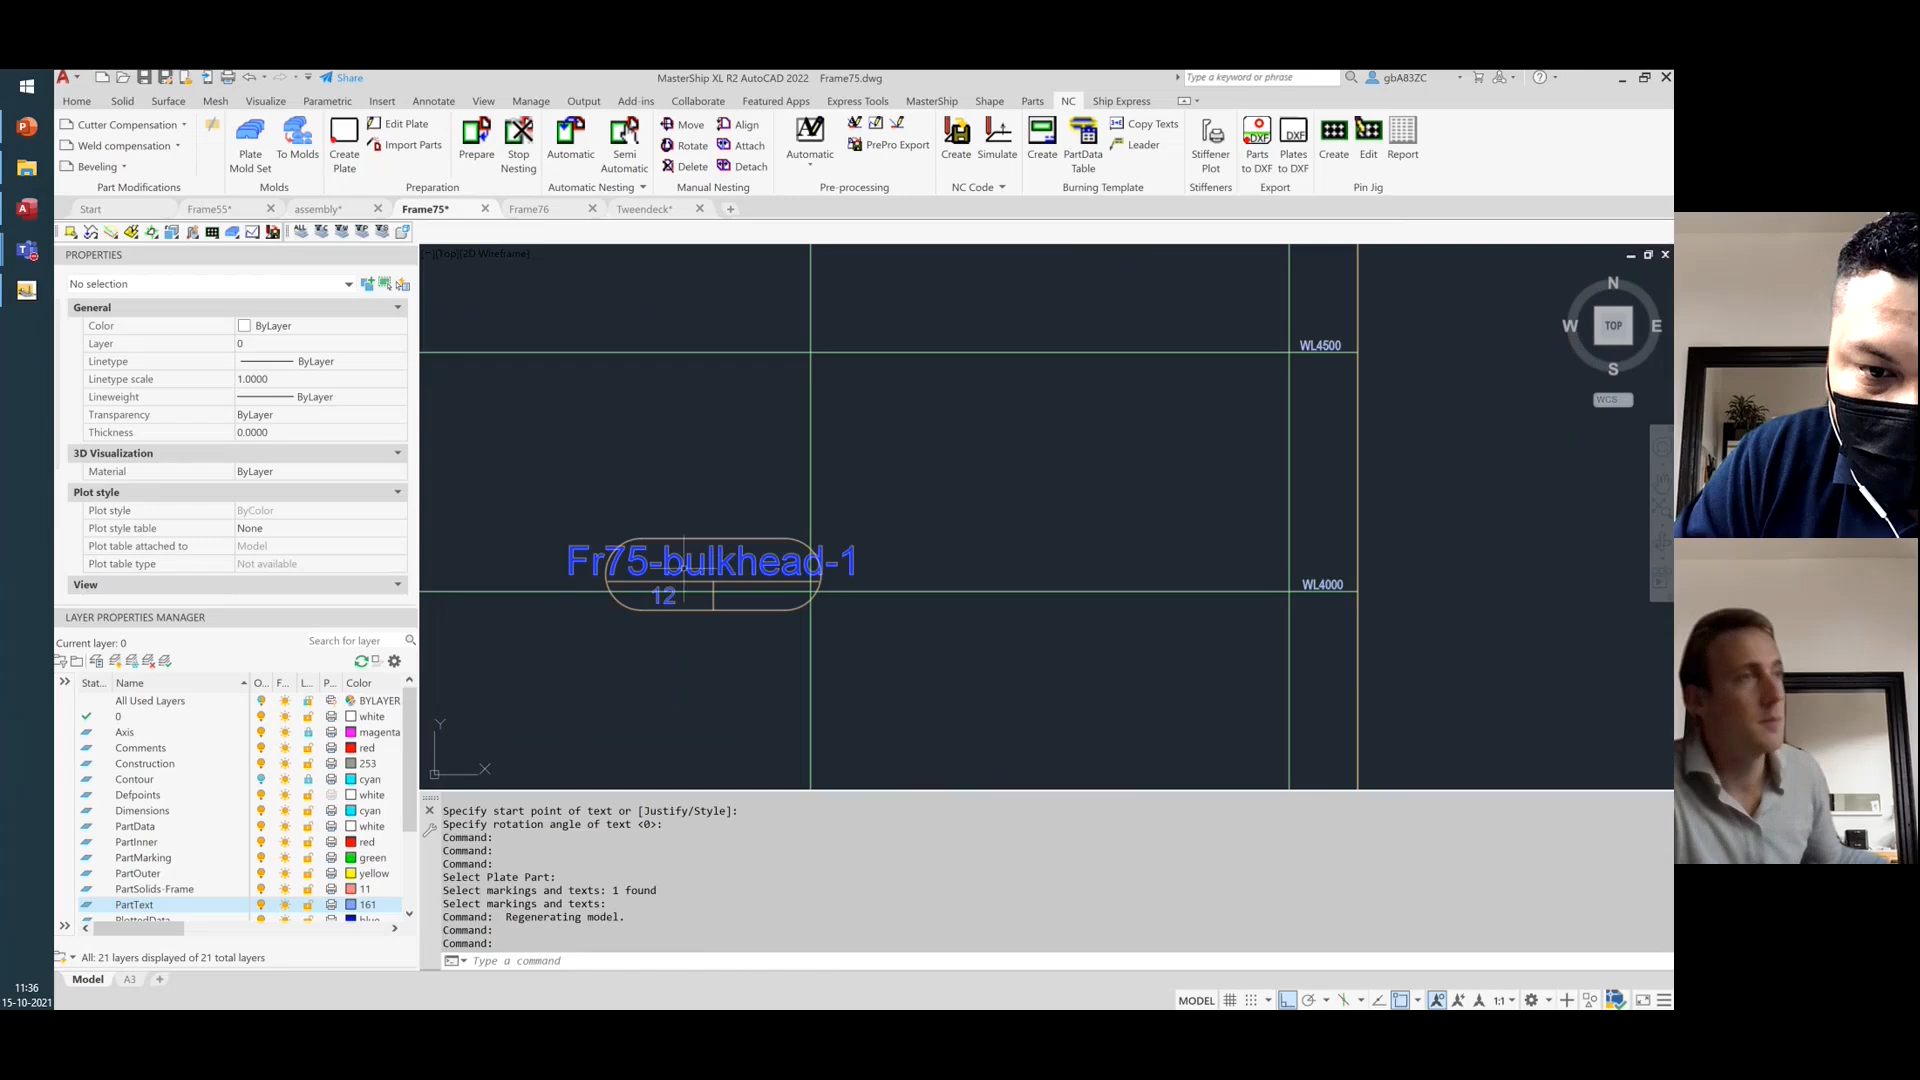 Share
MasterShip XL R2 AutoCAD 2022 Frame75.dwg
Type a keyword or phrase
gbA83ZC
Home Solid Surface Mesh Visualize Parametric Insert Annotate View Manage Output Add-ins Collaborate Featured Apps Express Tools MasterShip Shape Parts NC Ship Express
Cutter Compensation
Weld compensation
Beveling
Part Modifications
Plate Mold Set
To Molds
Molds
Create Plate
Edit Plate
Import Parts
Preparation
Prepare
Stop Nesting
Automatic
Semi Automatic
Automatic Nesting
Move
Rotate
Delete
Align
Attach
Detach
Manual Nesting
Automatic
PrePro Export
Pre-processing
Create
Simulate
NC Code
Create
PartData Table
Copy Texts
Leader
Burning Template
Stiffener Plot
Stiffeners
Parts to DXF
Plates to DXF
Export
Create
Edit
Report
Pin Jig
Start Frame55* assembly* Frame75* Frame76 Tweendeck*
PROPERTIES
No selection
General
Color ByLayer
Layer 0
Linetype ByLayer
Linetype scale 1.0000
Lineweight ByLayer
Transparency ByLayer
Thickness 0.0000
3D Visualization
Material ByLayer
Plot style
Plot style ByColor
Plot style table None
Plot table attached to Model
Plot table type Not available
View
LAYER PROPERTIES MANAGER
Current layer: 0
Search for layer
Stat... Name O... F... L... P... Color
All Used Layers BYLAYER
0 white
Axis magenta
Comments red
Construction 253
Contour cyan
Defpoints white
Dimensions cyan
PartData white
PartInner red
PartMarking green
PartOuter yellow
PartSolids-Frame 11
PartText 161
PlottedData blue
All: 21 layers displayed of 21 total layers
Model A3
[-][Top][2D Wireframe]
WL4500
Fr75-bulkhead-1
12
WL4000
Y
X
N
W TOP E
S
WCS
Specify start point of text or [Justify/Style]:
Specify rotation angle of text <0>:
Command:
Command:
Command:
Select Plate Part:
Select markings and texts: 1 found
Select markings and texts:
Command: Regenerating model.
Command:
Command:
Type a command
MODEL
1:1
11:36
15-10-2021